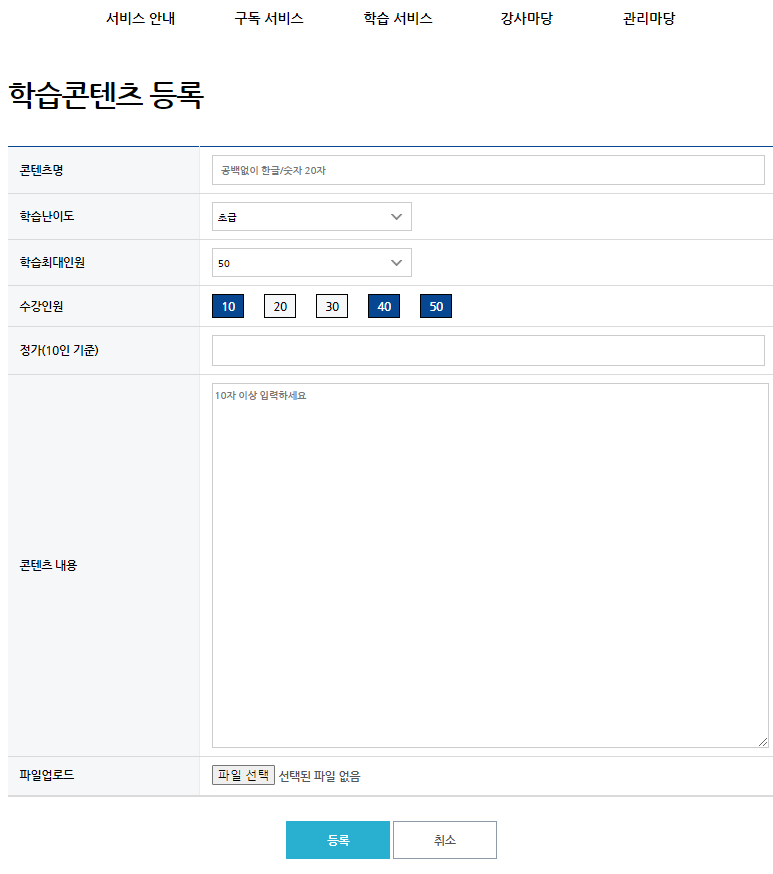 서비스 안내 구독 서비스 학습 서비스 강사마당 관리마당
학습콘텐츠 등록
콘텐츠명 공백없이 한글/숫자 20자
학습난이도 초급
학습최대인원 50
수강인원 10 20 30 40 50
정가(10인 기준)
10자 이상 입력하세요
콘텐츠 내용
파일업로드 파일 선택 선택된 파일 없음
등록 취소